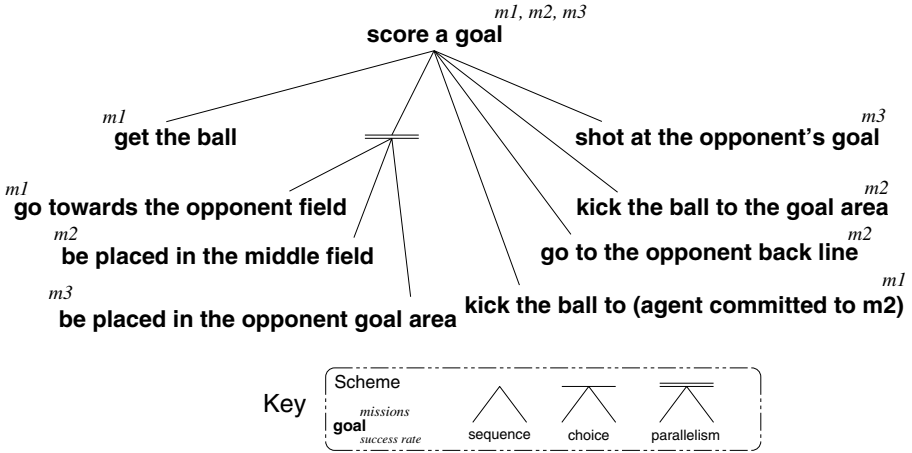 m1, m2, m3
score a goal
m1
get the ball
m3
shot at the opponent's goal
m1
go towards the opponent field
m2
kick the ball to the goal area
m2
be placed in the middle field
m2
go to the opponent back line
m3
be placed in the opponent goal area
m1
kick the ball to (agent committed to m2)
Key
Scheme
missions
goal
success rate
sequence
choice
parallelism